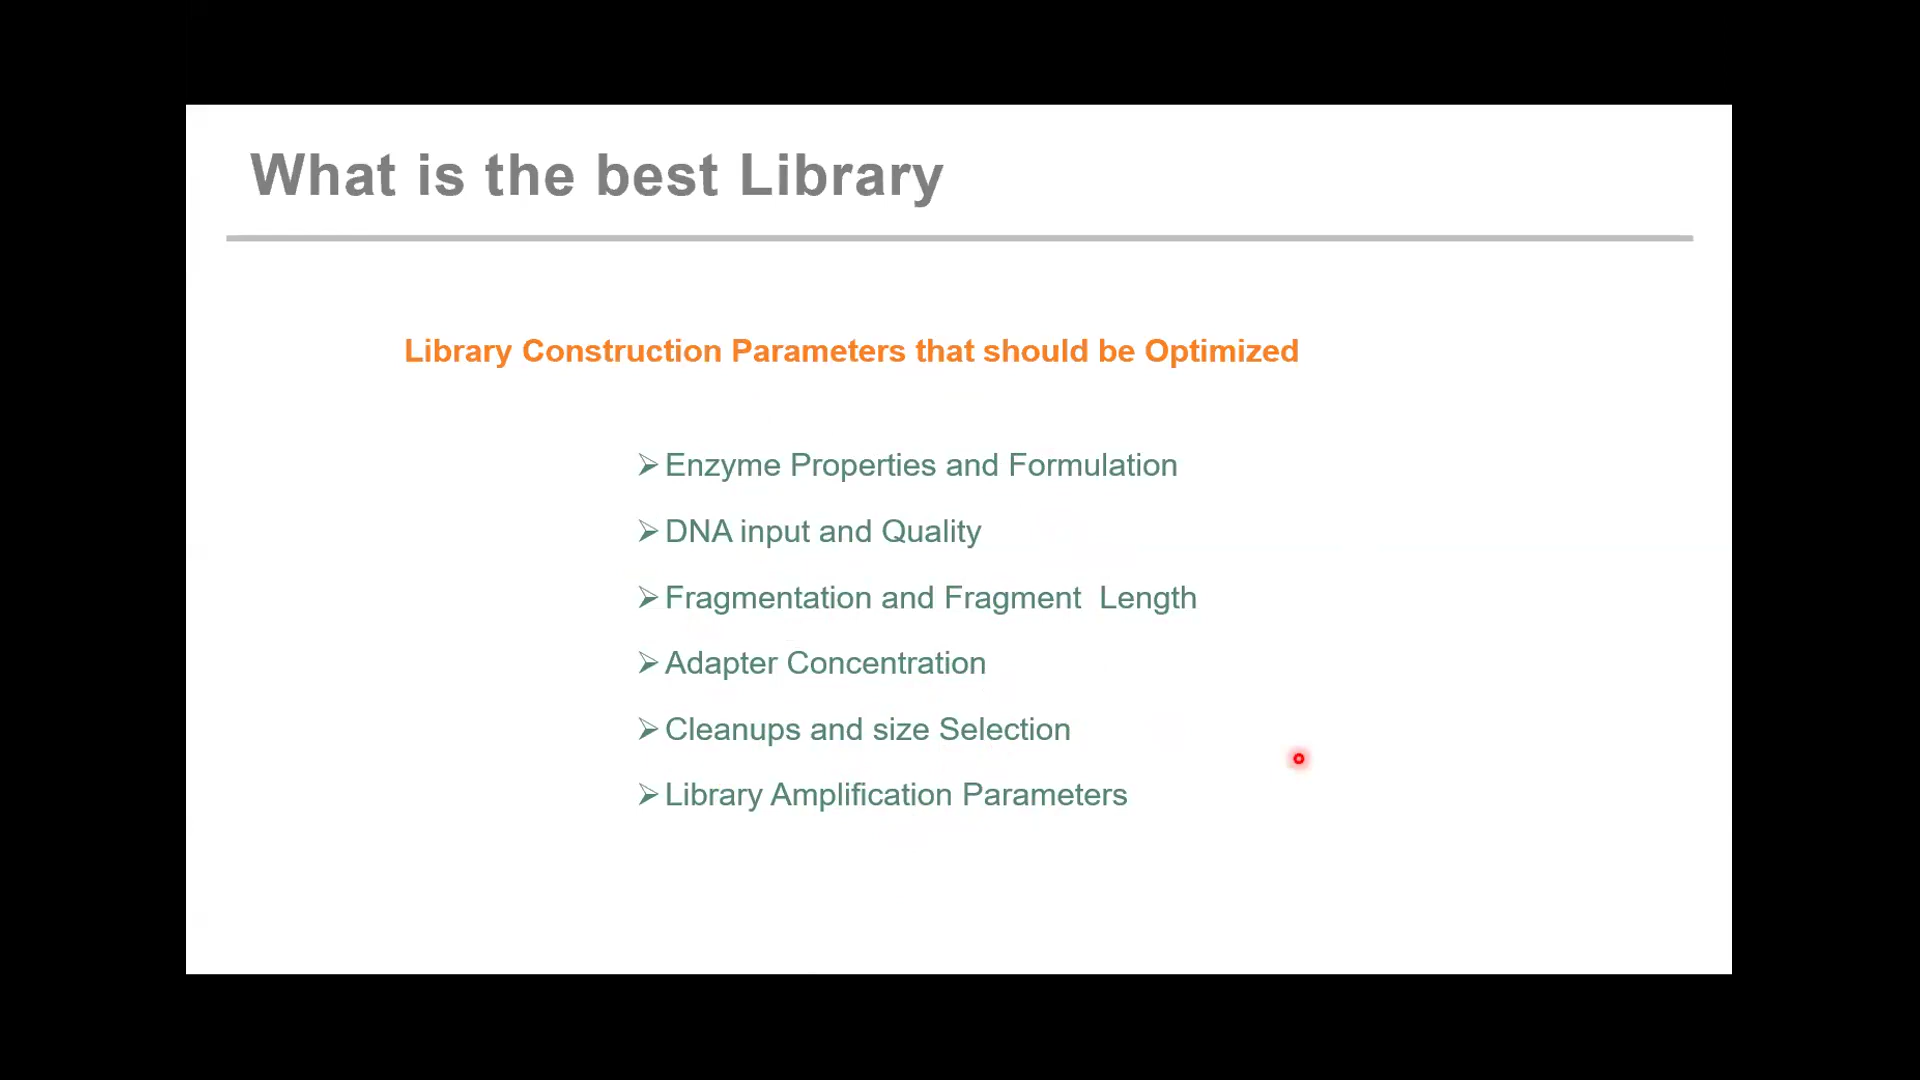 What is the best Library
Library Construction Parameters that should be Optimized
➢Enzyme Properties and Formulation
➢DNA input and Quality
➢Fragmentation and Fragment  Length
➢Adapter Concentration
➢Cleanups and size Selection
➢Library Amplification Parameters